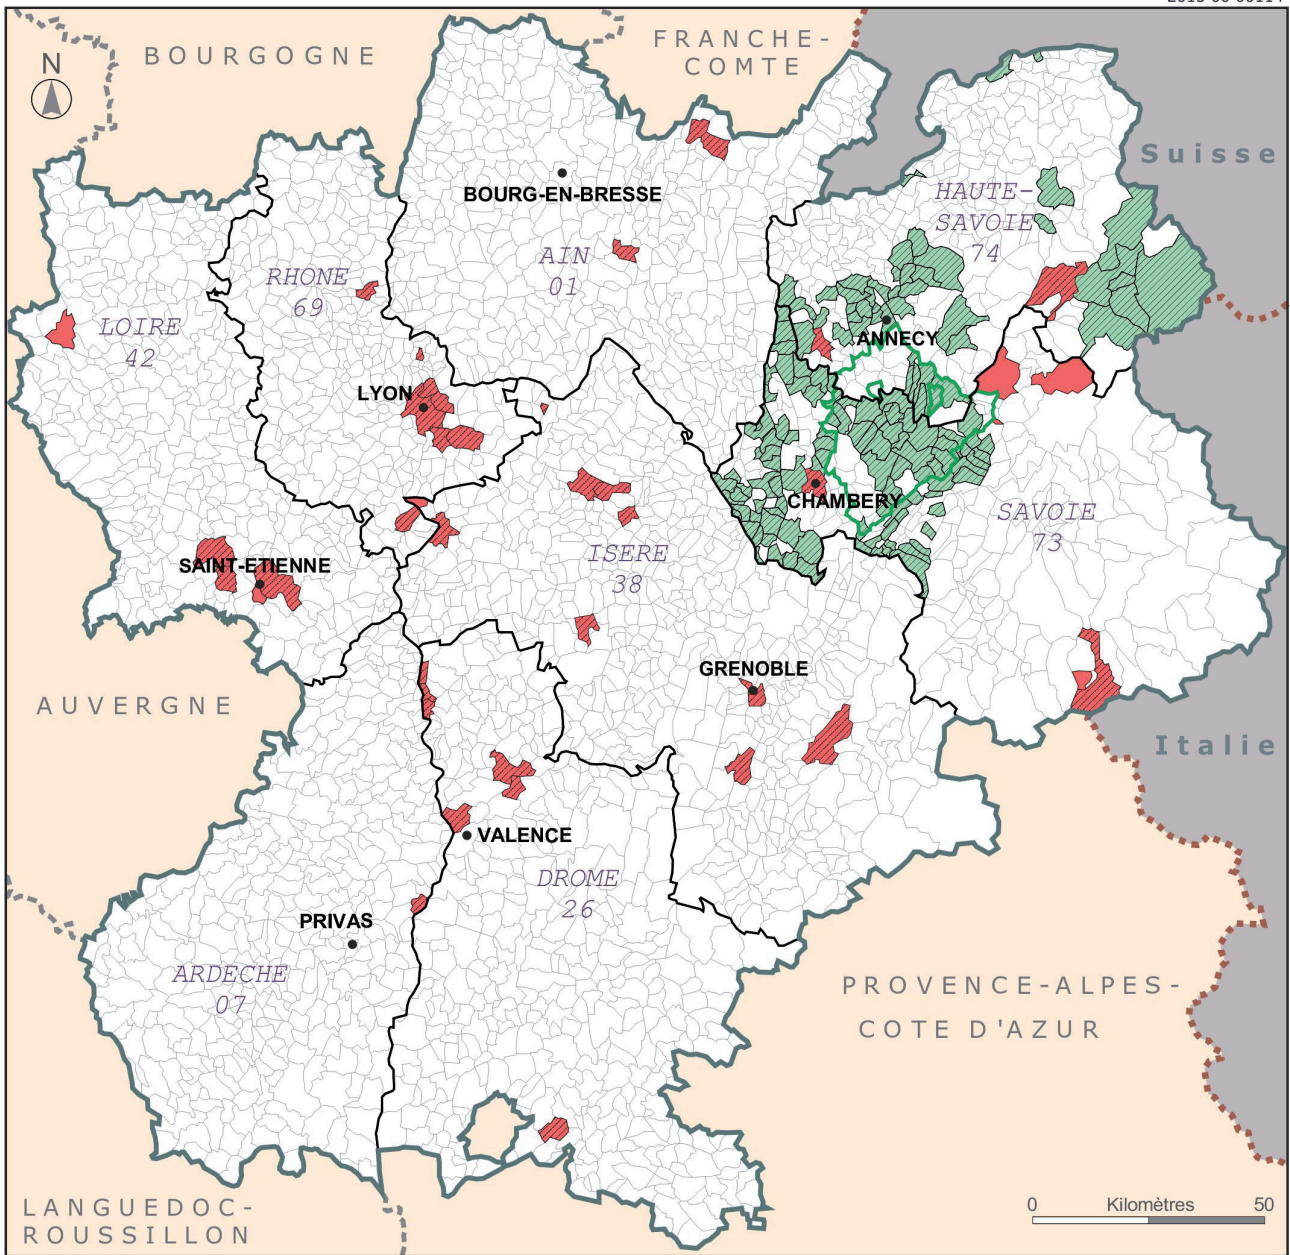 BOURGOGNE
FRANCHE-
COMTE
N
Suisse
BOURG-EN-BRESSE
HAUTE-
SAVOIE
74
AIN
01
RHONE
69
LOIRE
42
ANNECY
LYON
CHAMBERY
SAVOIE
73
ISERE
38
SAINT-ETIENNE
GRENOBLE
AUVERGNE
Italie
VALENCE
DROME
26
PRIVAS
ARDECHE
07
PROVENCE-ALPES-
COTE D'AZUR
LANGUEDOC-
ROUSSILLON
0 Kilomètres 50